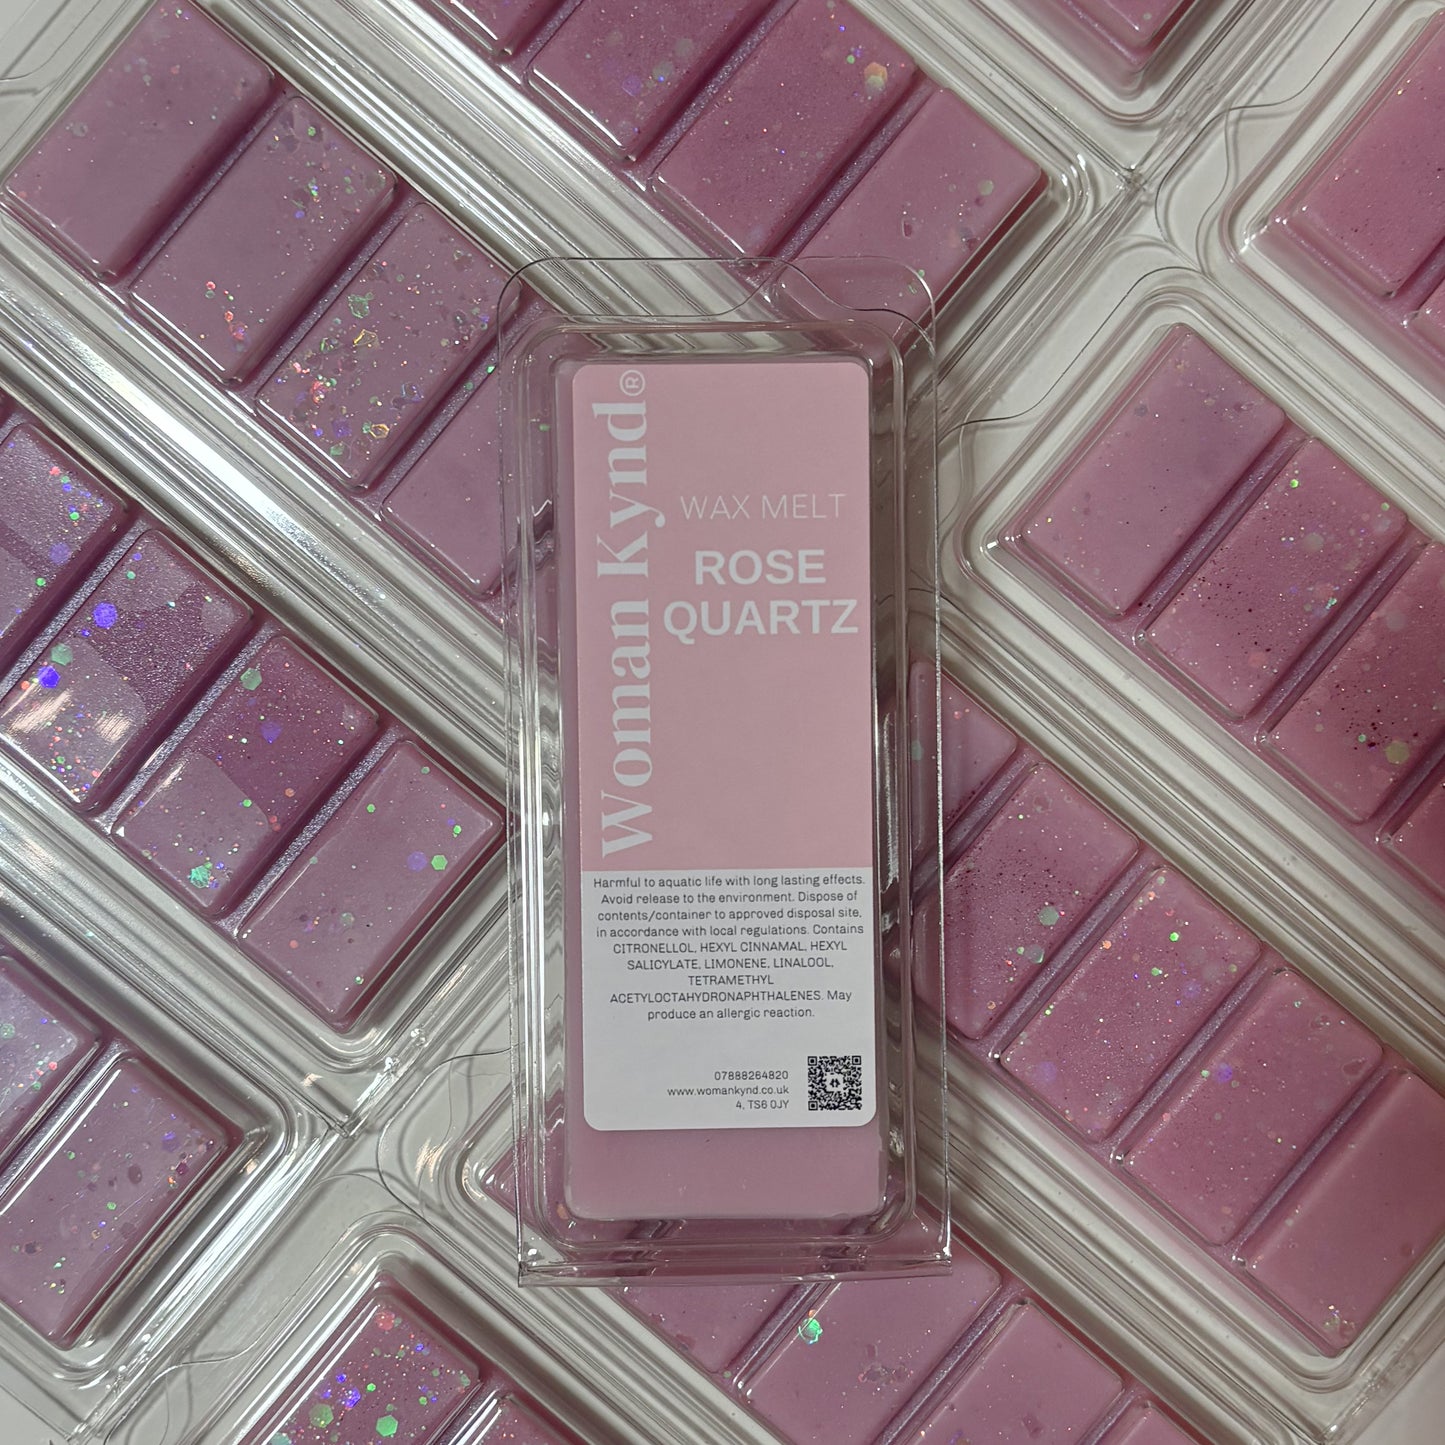 Woman Kynd®
WAX MELT
ROSE
QUARTZ
Harmful to aquatic life with long lasting effects.
Avoid release to the environment. Dispose of
contents/container to approved disposal site,
in accordance with local regulations. Contains
CITRONELLOL, HEXYL CINNAMAL, HEXYL
SALICYLATE, LIMONENE, LINALOOL,
TETRAMETHYL
ACETYLOCTAHYDRONAPHTHALENES. May
produce an allergic reaction.
07888264820
www.womankynd.co.uk
4, TS6 0JY